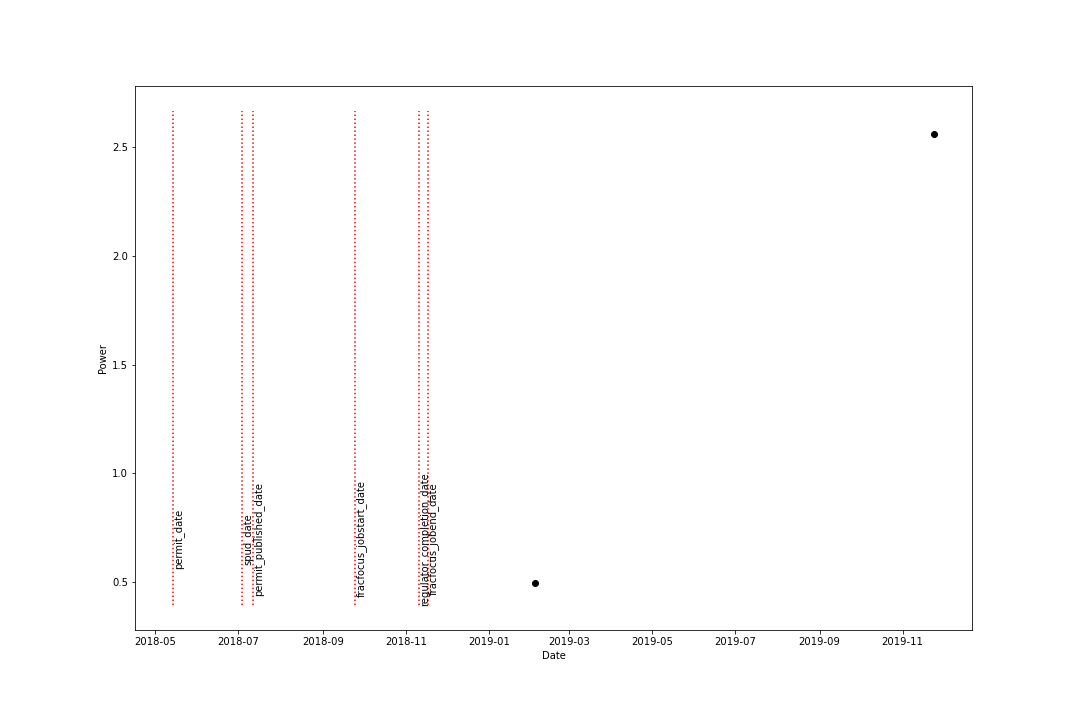 2.5
2.0
1.5
1.0
0.5
Power
permit_date
spud_date
permit_published_date
fracfocus_jobstart_date
regulator_completion_date
fracfocus_jobend_date
2018-05
2018-07
2018-09
2018-11
2019-01
2019-03
2019-05
2019-07
2019-09
2019-11
Date